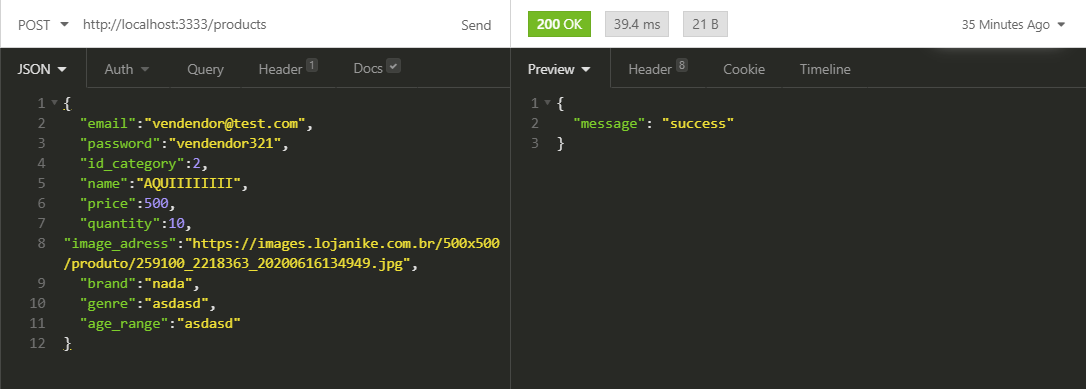 POST http://localhost:3333/products Send 200 OK 39.4 ms 21 B 35 Minutes Ago
JSON Auth Query Header 1 Docs Preview Header 8 Cookie Timeline
1 {
2 "email":"vendendor@test.com",
3 "password":"vendendor321",
4 "id_category":2,
5 "name":"AQUIIIIIIII",
6 "price":500,
7 "quantity":10,
8 "image_adress":"https://images.lojanike.com.br/500x500
/produto/259100_2218363_20200616134949.jpg",
9 "brand":"nada",
10 "genre":"asdasd",
11 "age_range":"asdasd"
12 }
1 {
2 "message": "success"
3 }